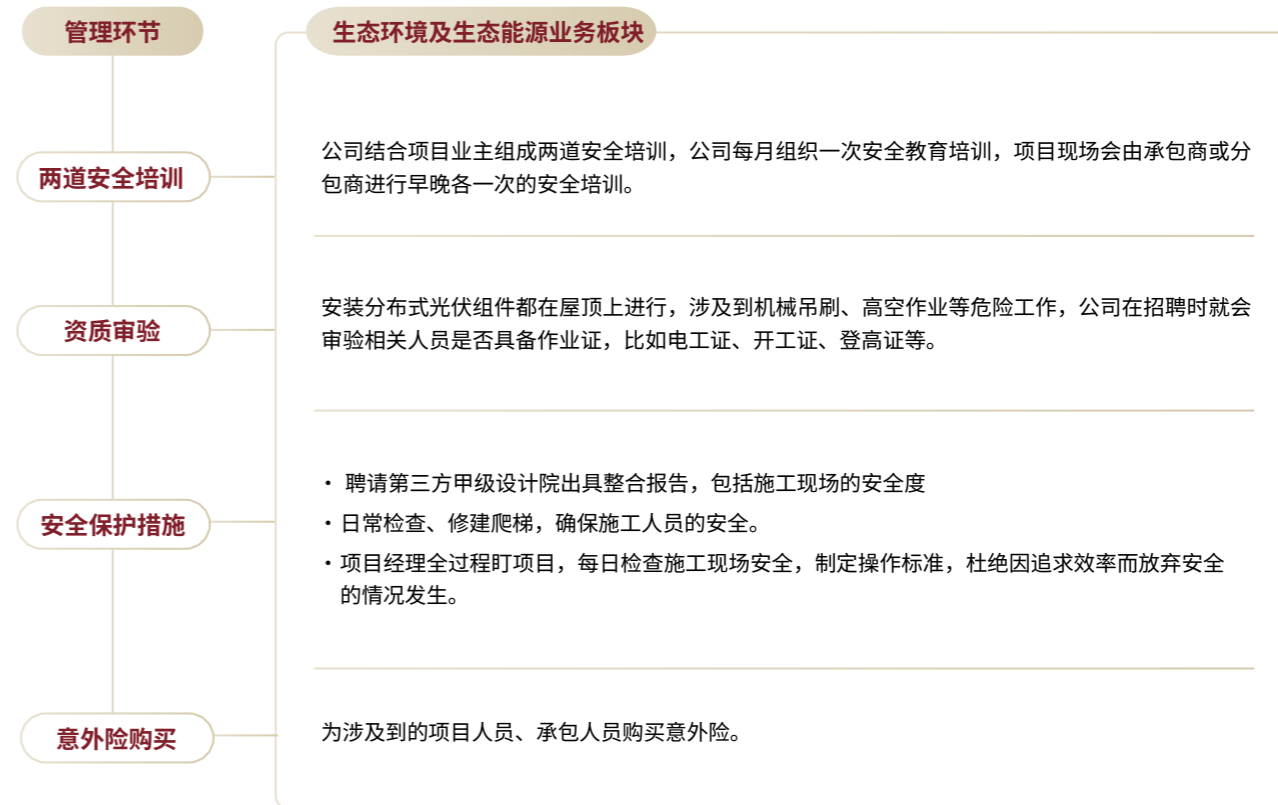 管理环节
生态环境及生态能源业务板块
两道安全培训
公司结合项目业主组成两道安全培训，公司每月组织一次安全教育培训，项目现场会由承包商或分
包商进行早晚各一次的安全培训。
资质审验
安装分布式光伏组件都在屋顶上进行，涉及到机械吊刷、高空作业等危险工作，公司在招聘时就会
审验相关人员是否具备作业证，比如电工证、开工证、登高证等。
安全保护措施
· 聘请第三方甲级设计院出具整合报告，包括施工现场的安全度
· 日常检查、修建爬梯，确保施工人员的安全。
· 项目经理全过程盯项目，每日检查施工现场安全，制定操作标准，杜绝因追求效率而放弃安全
的情况发生。
意外险购买
为涉及到的项目人员、承包人员购买意外险。